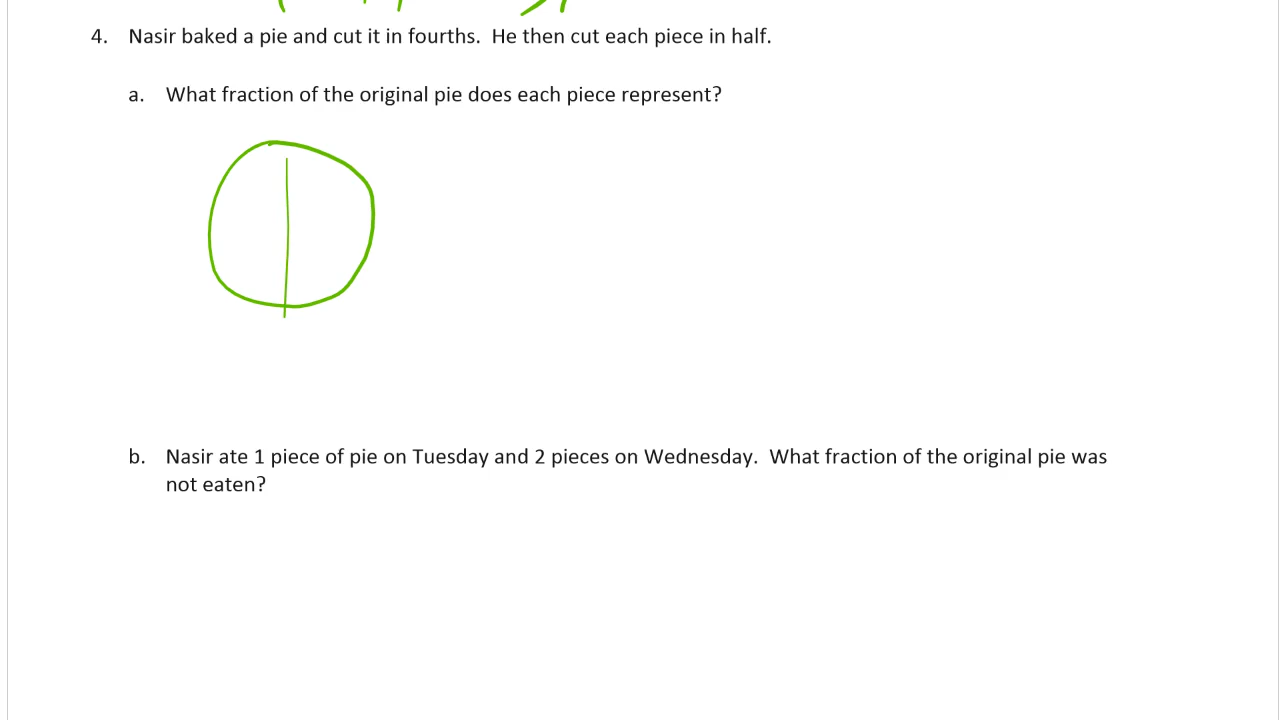 4. Nasir baked a pie and cut it in fourths. He then cut each piece in half.
a. What fraction of the original pie does each piece represent?
b. Nasir ate 1 piece of pie on Tuesday and 2 pieces on Wednesday. What fraction of the original pie was
not eaten?